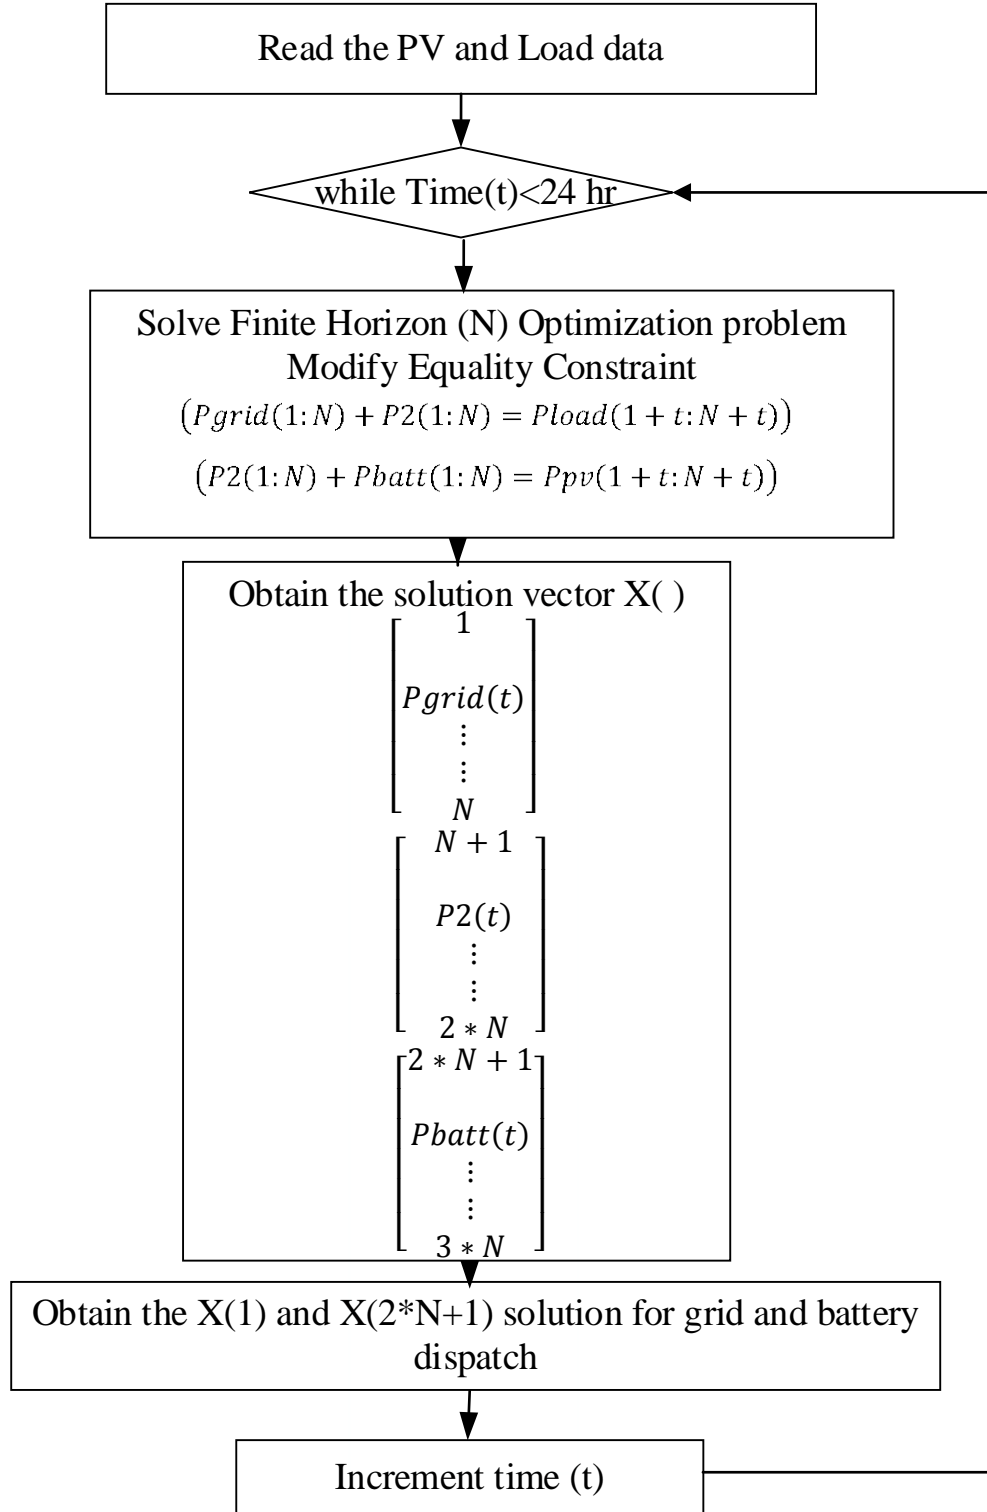 Read the PV and Load data
while Time(t)<24 hr
Solve Finite Horizon (N) Optimization problem
Modify Equality Constraint
(Pgrid(1:N) + P2(1:N) = Pload(1 + t:N + t))
(P2(1:N) + Pbatt(1:N) = Ppv(1 + t:N + t))
Obtain the solution vector X( )
1
Pgrid(t)
⋮
⋮
N
N + 1
P2(t)
⋮
⋮
2 * N
2 * N + 1
Pbatt(t)
⋮
⋮
3 * N
Obtain the X(1) and X(2*N+1) solution for grid and battery
dispatch
Increment time (t)